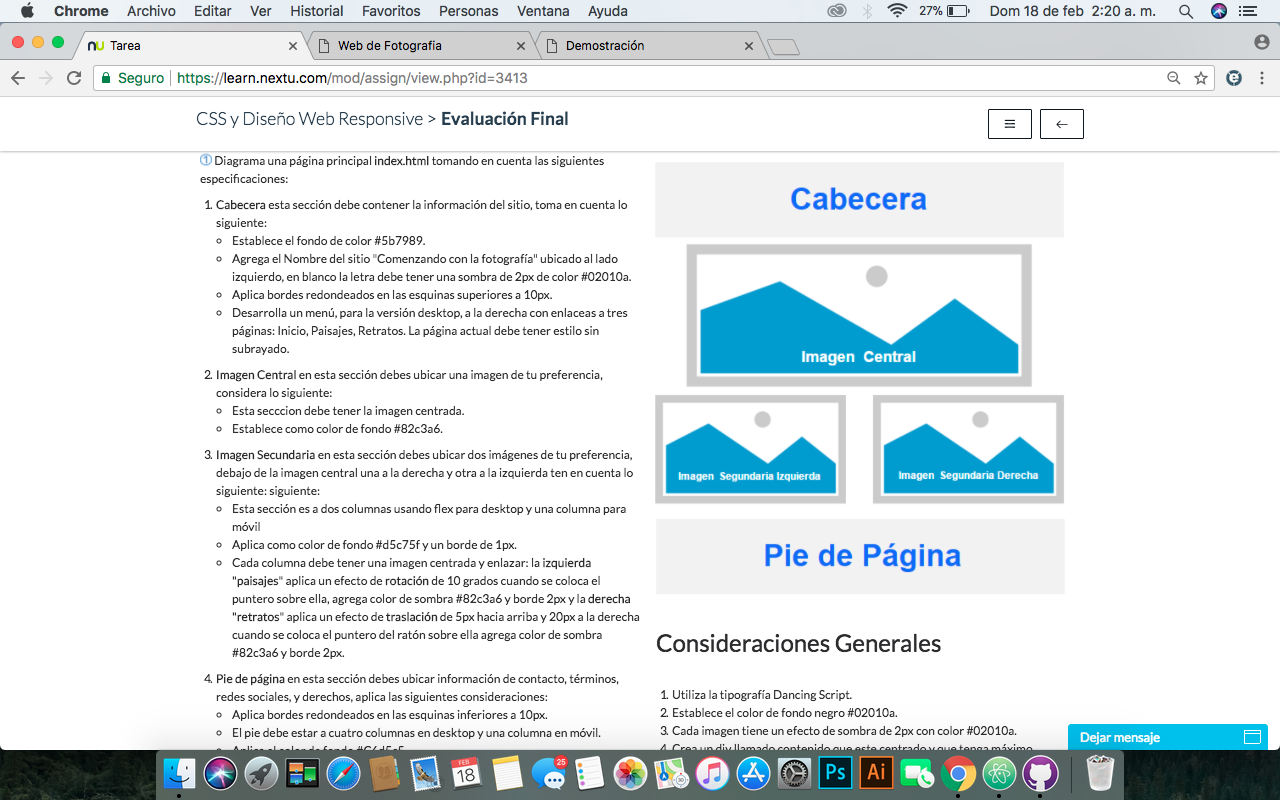 Chrome Archivo Editar Ver Historial Favoritos Personas Ventana Ayuda 27% Dom 18 de feb 2:20 a. m.
nu Tarea
Web de Fotografia
Demostración
Seguro https://learn.nextu.com/mod/assign/view.php?id=3413
CSS y Diseño Web Responsive > Evaluación Final
1 Diagrama una página principal index.html tomando en cuenta las siguientes
especificaciones:
1. Cabecera esta sección debe contener la información del sitio, toma en cuenta lo
siguiente:
Establece el fondo de color #5b7989.
Agrega el Nombre del sitio "Comenzando con la fotografía" ubicado al lado
izquierdo, en blanco la letra debe tener una sombra de 2px de color #02010a.
Aplica bordes redondeados en las esquinas superiores a 10px.
Desarrolla un menú, para la versión desktop, a la derecha con enlaceas a tres
páginas: Inicio, Paisajes, Retratos. La página actual debe tener estilo sin
subrayado.
2. Imagen Central en esta sección debes ubicar una imagen de tu preferencia,
considera lo siguiente:
Esta secccion debe tener la imagen centrada.
Establece como color de fondo #82c3a6.
3. Imagen Secundaria en esta sección debes ubicar dos imágenes de tu preferencia,
debajo de la imagen central una a la derecha y otra a la izquierda ten en cuenta lo
siguiente: siguiente:
Esta sección es a dos columnas usando flex para desktop y una columna para
móvil
Aplica como color de fondo #d5c75f y un borde de 1px.
Cada columna debe tener una imagen centrada y enlazar: la izquierda
"paisajes" aplica un efecto de rotación de 10 grados cuando se coloca el
puntero sobre ella, agrega color de sombra #82c3a6 y borde 2px y la derecha
"retratos" aplica un efecto de traslación de 5px hacia arriba y 20px a la derecha
cuando se coloca el puntero del ratón sobre ella agrega color de sombra
#82c3a6 y borde 2px.
4. Pie de página en esta sección debes ubicar información de contacto, términos,
redes sociales, y derechos, aplica las siguientes consideraciones:
Aplica bordes redondeados en las esquinas inferiores a 10px.
El pie debe estar a cuatro columnas en desktop y una columna en móvil.
Aplica el color de fondo
Cabecera
Imagen Central
Imagen Segundaria Izquierda
Imagen Segundaria Derecha
Pie de Página
Consideraciones Generales
1. Utiliza la tipografía Dancing Script.
2. Establece el color de fondo negro #02010a.
3. Cada imagen tiene un efecto de sombra de 2px con color #02010a.
4. Crea un div llamado contenido que este centrado y que tenga máximo
Dejar mensaje
FEB
18
25
Ps
Ai